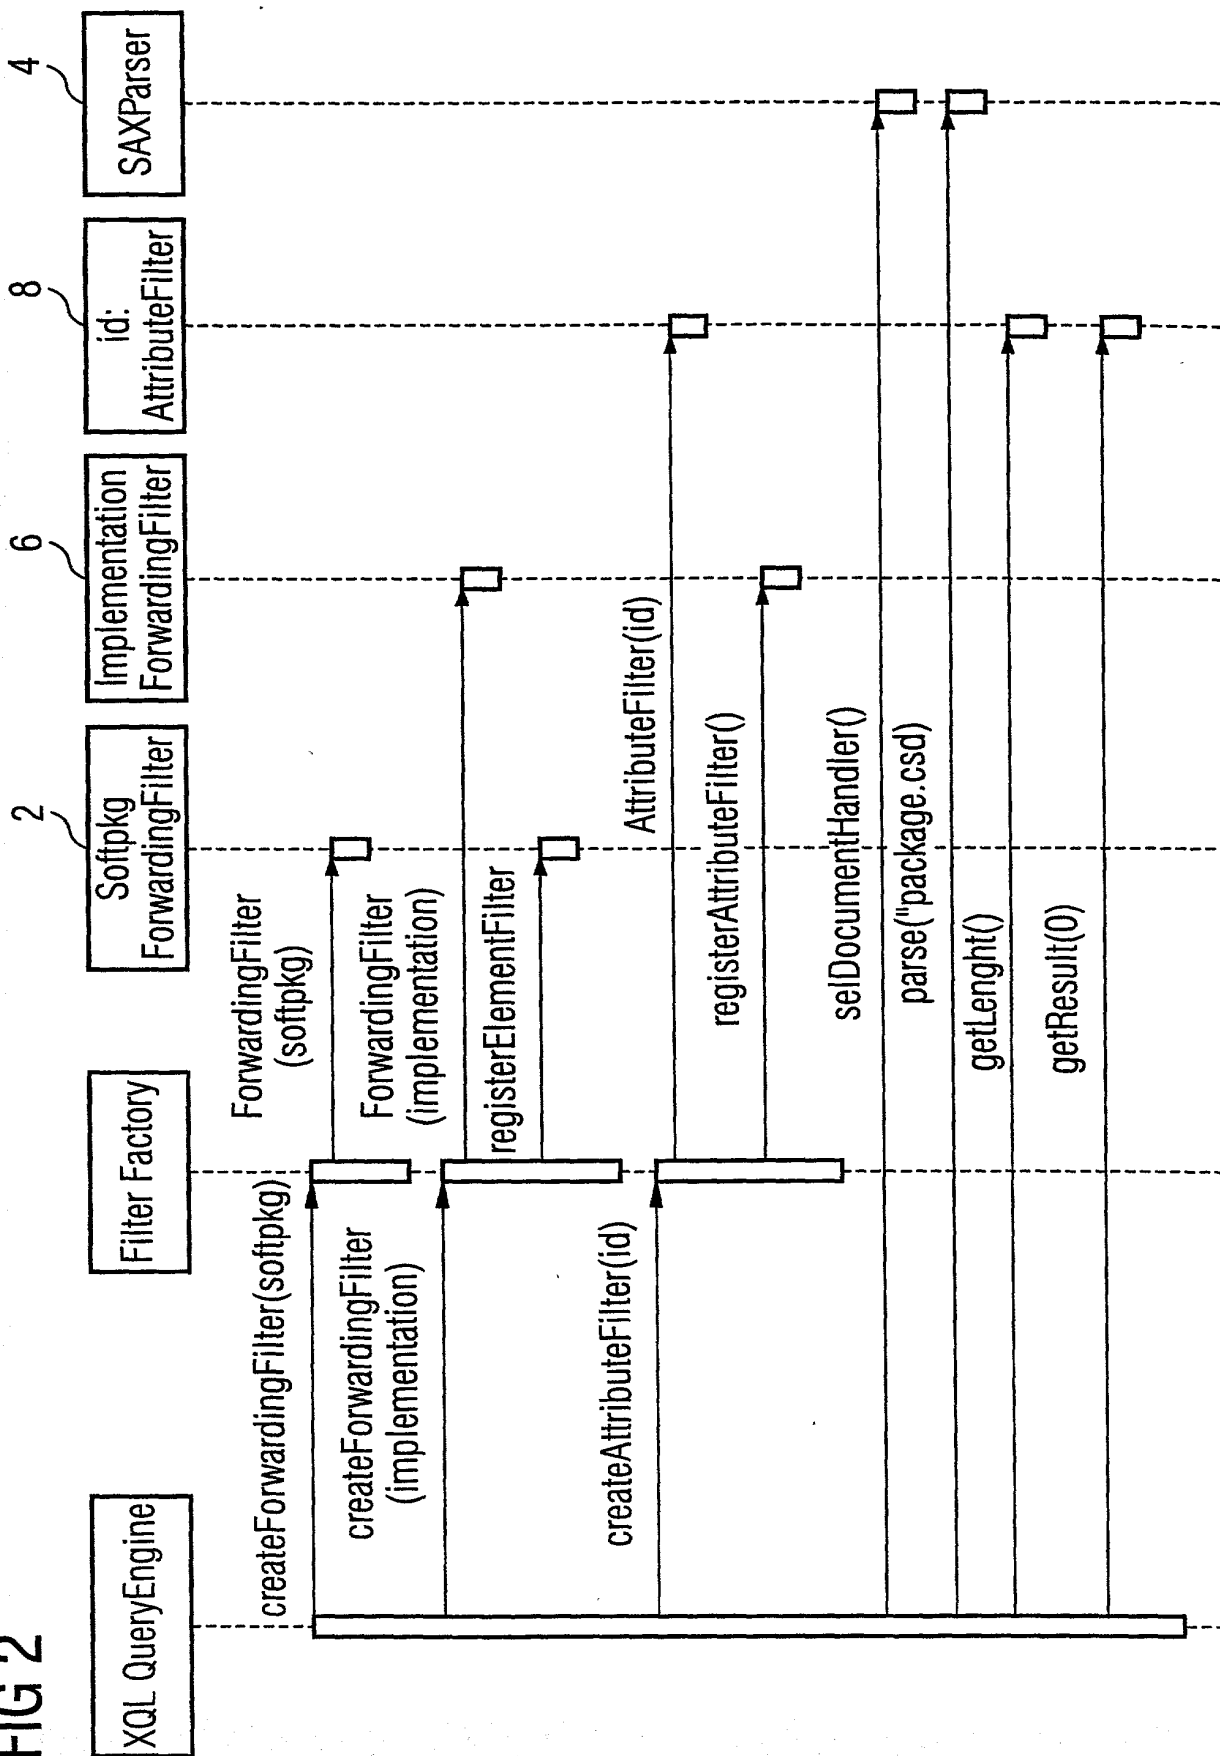 FIG 2
XQL QueryEngine
Filter Factory
2
Softpkg
ForwardingFilter
6
Implementation
ForwardingFilter
8
id:
AttributeFilter
4
SAXParser
createForwardingFilter(softpkg)
ForwardingFilter
(softpkg)
createForwardingFilter
(implementation)
ForwardingFilter
(implementation)
registerElementFilter
createAttributeFilter(id)
AttributeFilter(id)
registerAttributeFilter()
selDocumentHandler()
parse("package.csd)
getLenght()
getResult(0)